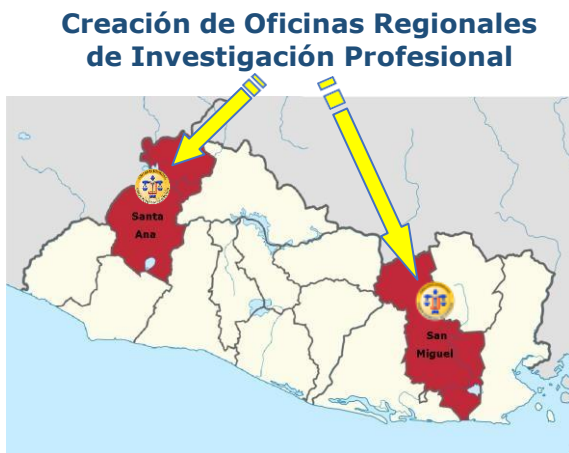 Creación de Oficinas Regionales
de Investigación Profesional
Santa
Ana
San
Miguel